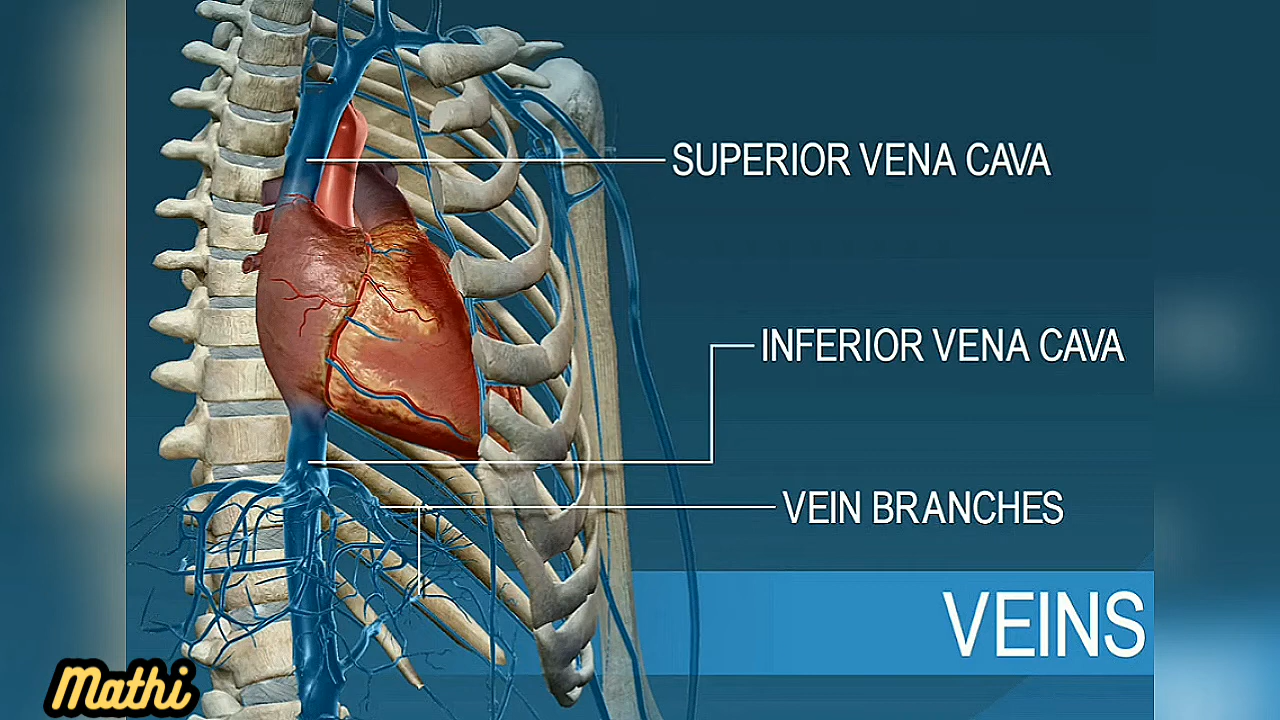 SUPERIOR VENA CAVA
INFERIOR VENA CAVA
VEIN BRANCHES
VEINS
Mathi